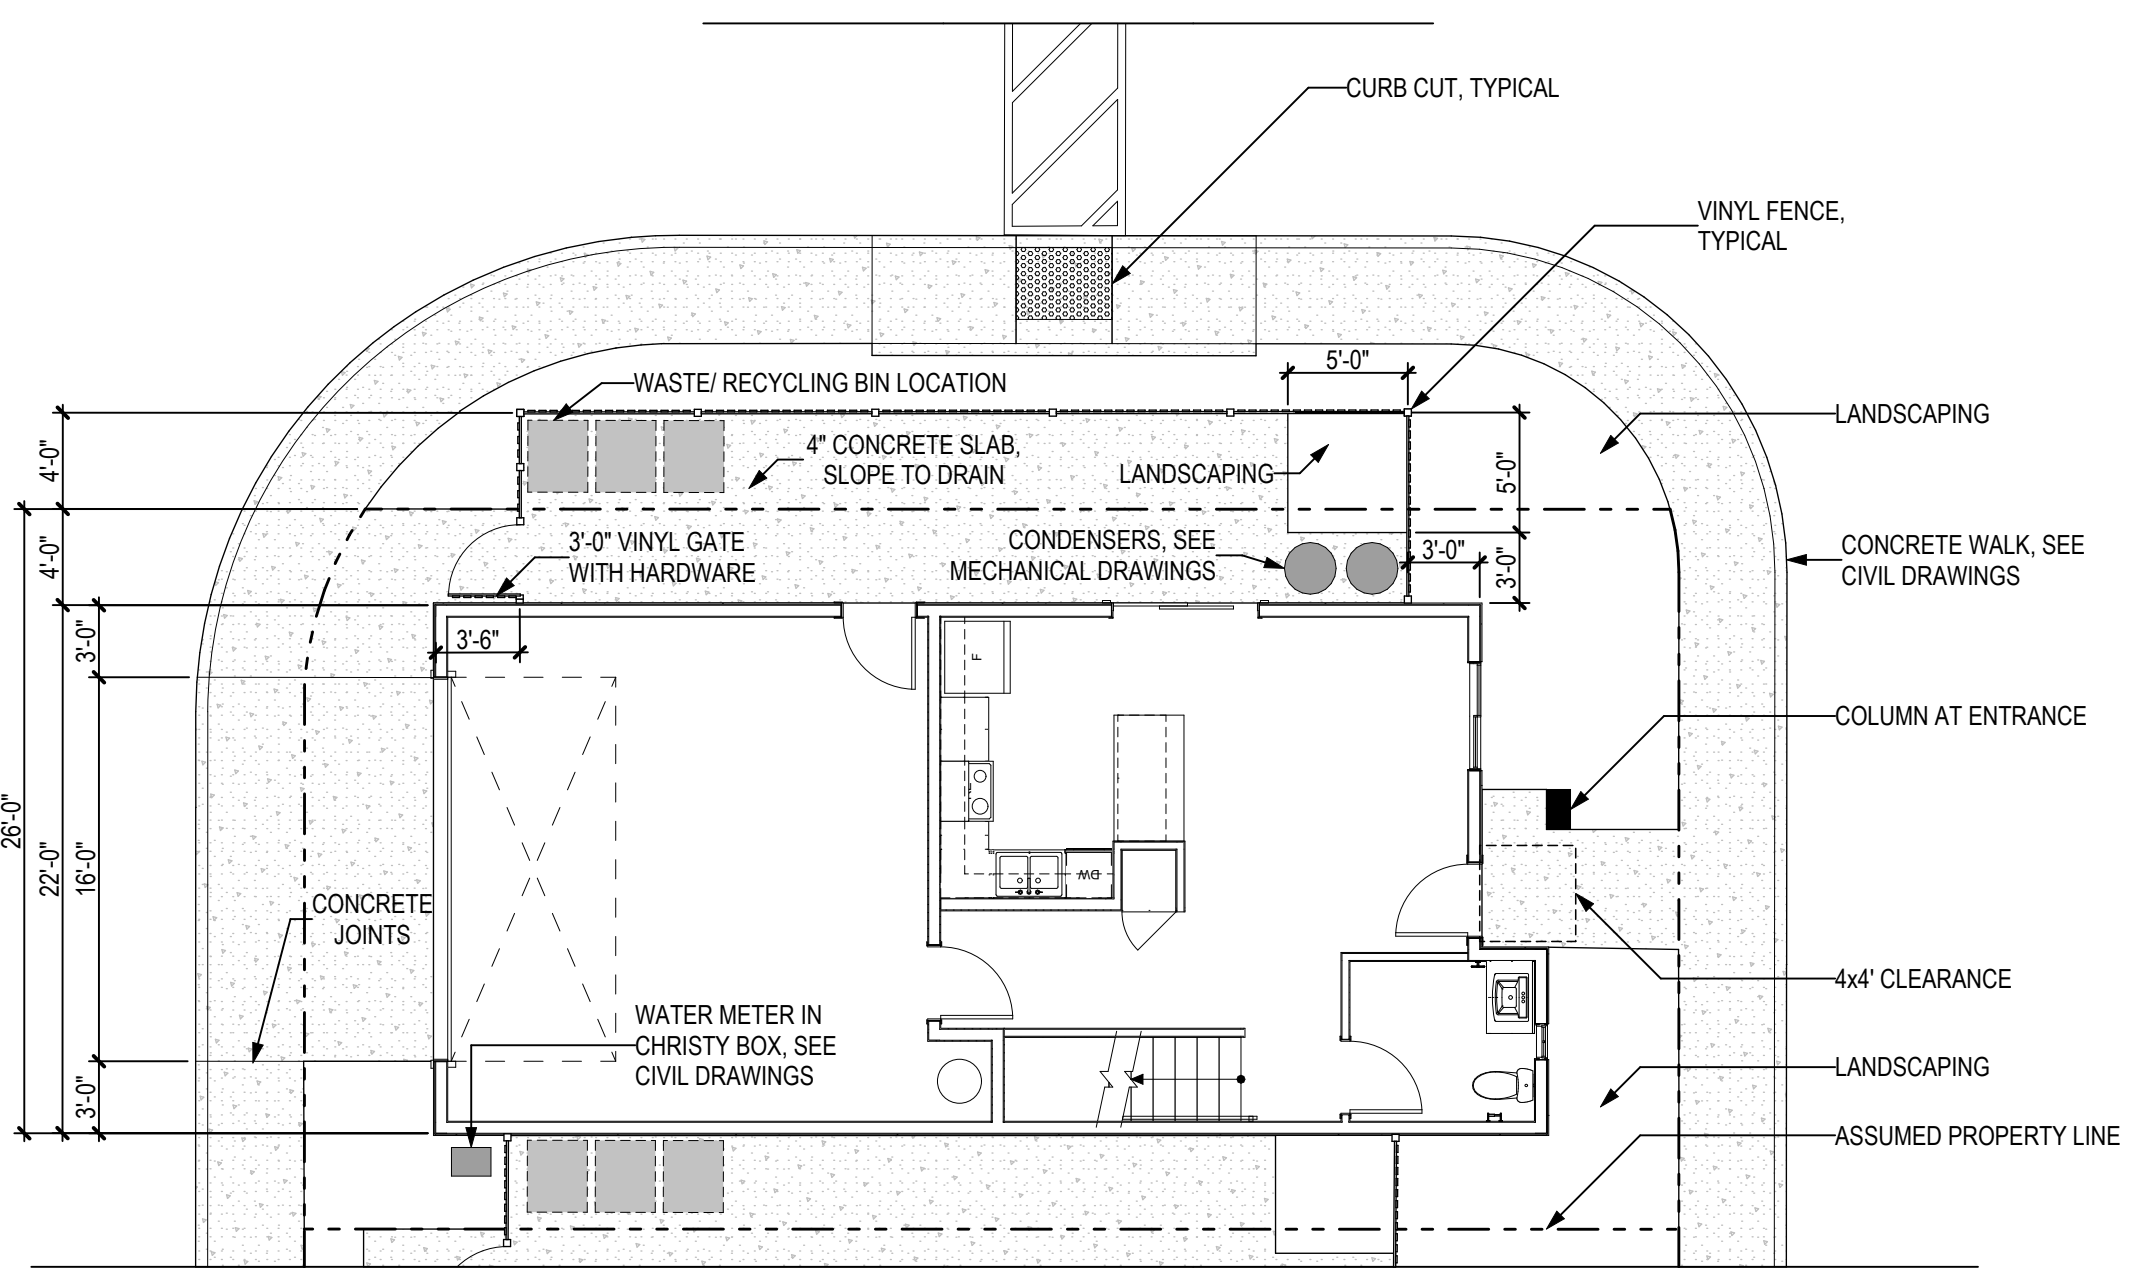 CURB CUT, TYPICAL
VINYL FENCE,
TYPICAL
5'-0"
WASTE/ RECYCLING BIN LOCATION
LANDSCAPING
4'-0"
4" CONCRETE SLAB,
SLOPE TO DRAIN
LANDSCAPING
5'-0"
4'-0"
3'-0" VINYL GATE
WITH HARDWARE
CONDENSERS, SEE
MECHANICAL DRAWINGS
3'-0"
3'-0"
CONCRETE WALK, SEE
CIVIL DRAWINGS
3'-0"
3'-6"
F
COLUMN AT ENTRANCE
26'-0"
22'-0"
16'-0"
DW
CONCRETE
JOINTS
4x4' CLEARANCE
WATER METER IN
CHRISTY BOX, SEE
CIVIL DRAWINGS
3'-0"
LANDSCAPING
ASSUMED PROPERTY LINE